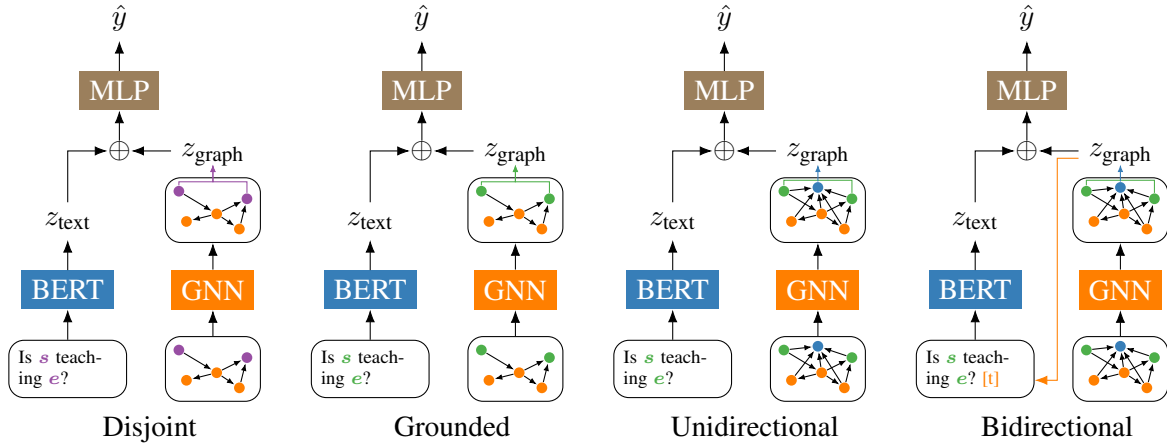 ŷ
MLP
⊕
z_graph
z_text
BERT
GNN
Is s teach-
ing e?
Disjoint
ŷ
MLP
⊕
z_graph
z_text
BERT
GNN
Is s teach-
ing e?
Grounded
ŷ
MLP
⊕
z_graph
z_text
BERT
GNN
Is s teach-
ing e?
Unidirectional
ŷ
MLP
⊕
z_graph
z_text
BERT
GNN
Is s teach-
ing e? [t]
Bidirectional